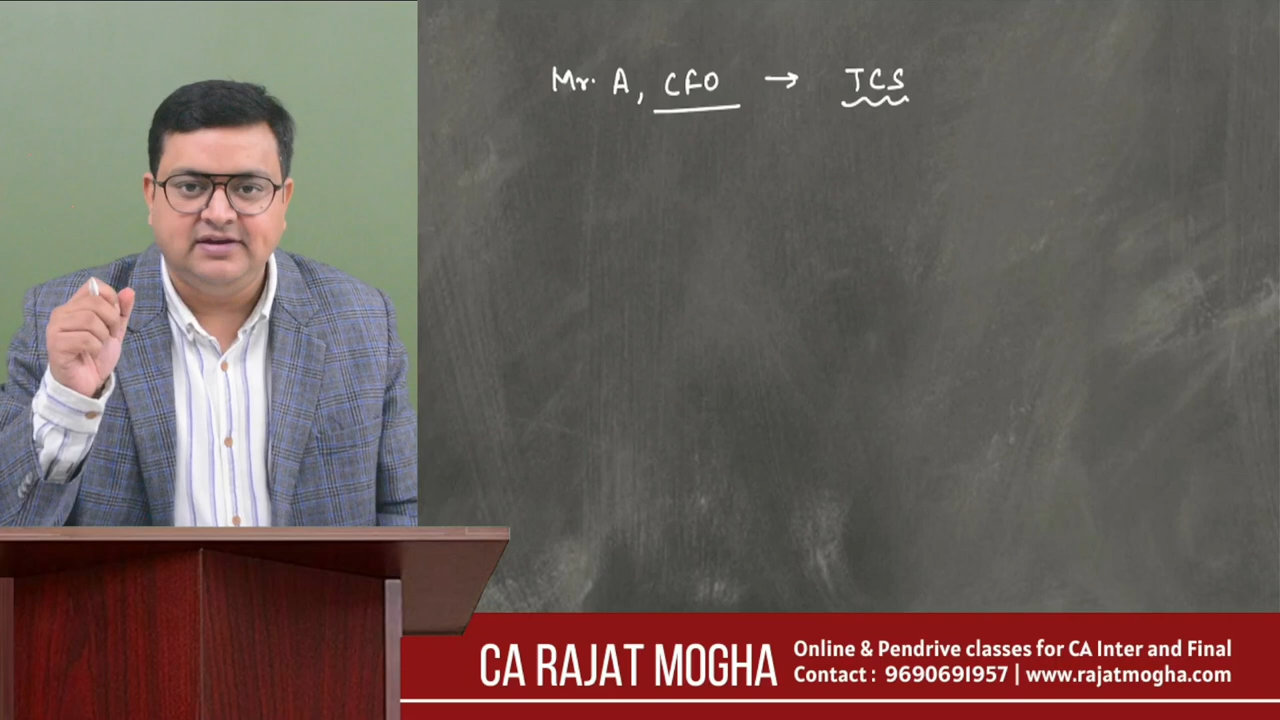 Mr. A, CFO → TCS
CA RAJAT MOGHA
Online & Pendrive classes for CA Inter and Final
Contact : 9690691957 | www.rajatmogha.com